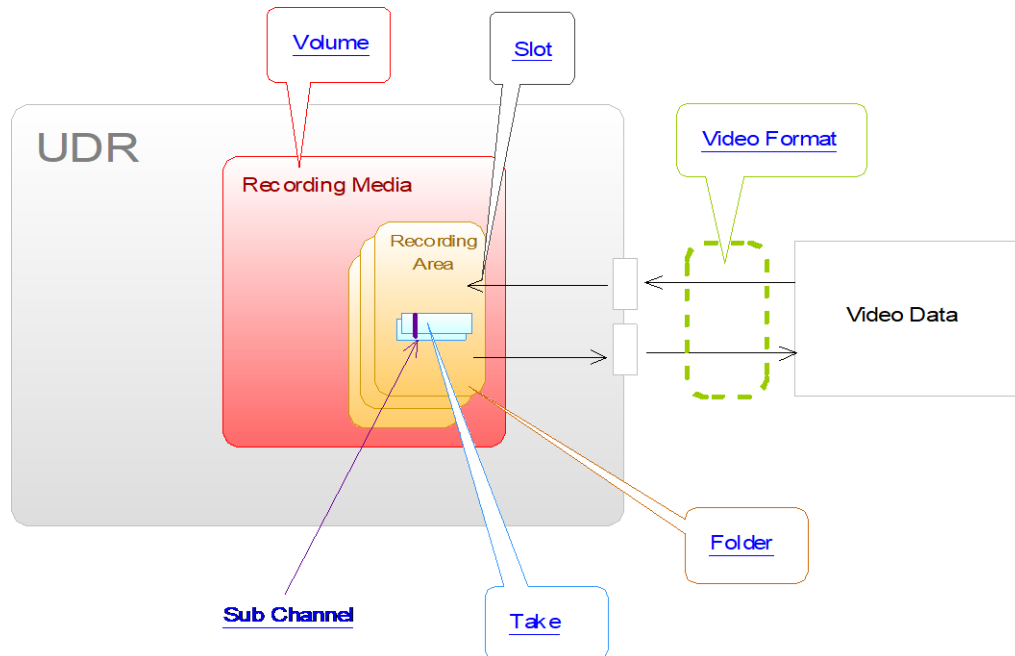 Volume
Slot
UDR
Video Format
Recording Media
Recording
Area
Video Data
Folder
Sub Channel
Take